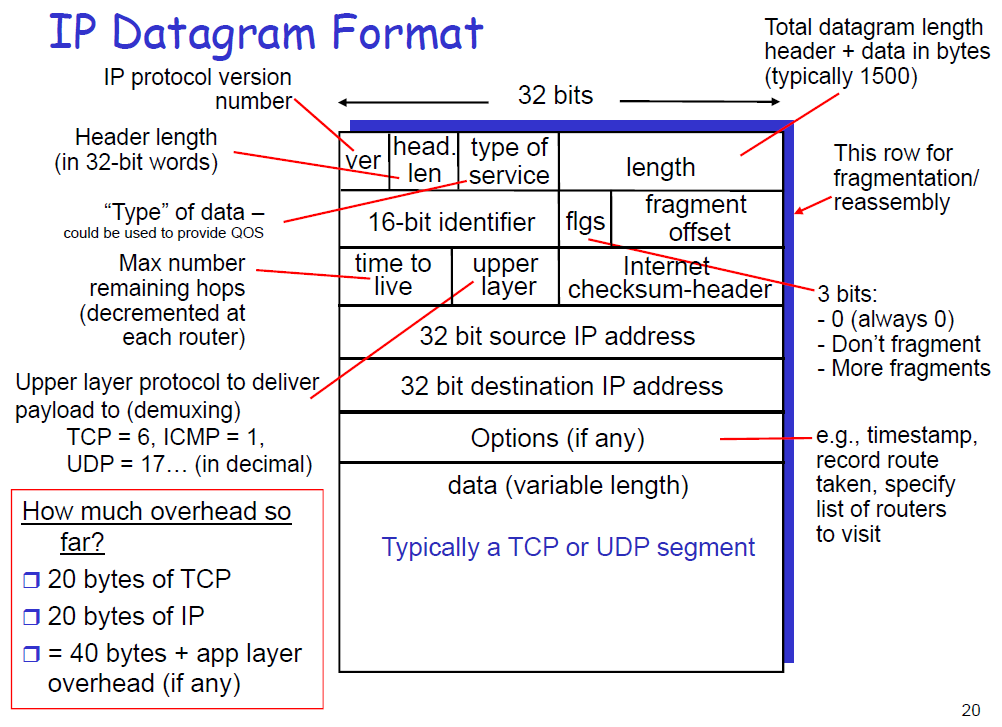 IP Datagram Format
Total datagram length
header + data in bytes
(typically 1500)
IP protocol version
number
32 bits
Header length
(in 32-bit words)
ver
head.
len
type of
service
length
This row for
fragmentation/
reassembly
“Type” of data –
could be used to provide QOS
16-bit identifier
flgs
fragment
offset
Max number
remaining hops
(decremented at
each router)
time to
live
upper
layer
Internet
checksum-header
3 bits:
- 0 (always 0)
- Don’t fragment
- More fragments
32 bit source IP address
Upper layer protocol to deliver
payload to (demuxing)
TCP = 6, ICMP = 1,
UDP = 17… (in decimal)
32 bit destination IP address
Options (if any)
e.g., timestamp,
record route
taken, specify
list of routers
to visit
data (variable length)
Typically a TCP or UDP segment
How much overhead so
far?
20 bytes of TCP
20 bytes of IP
= 40 bytes + app layer
overhead (if any)
20